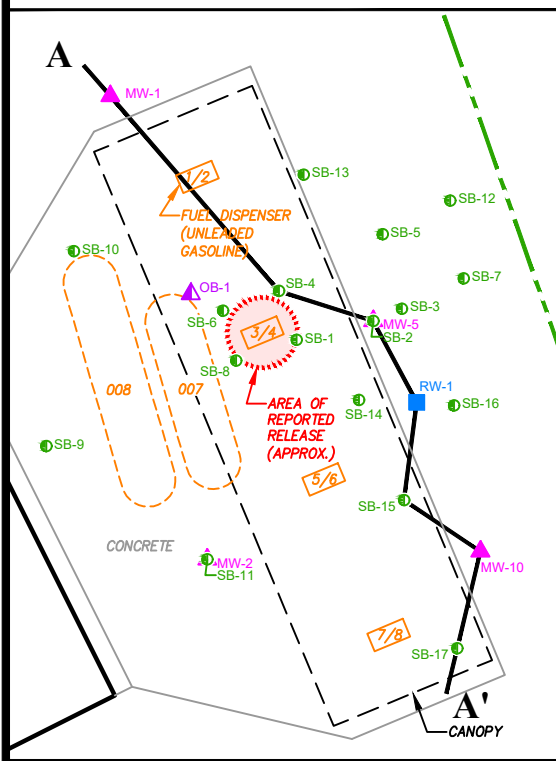 A
MW-1
1/2
SB-13
SB-12
FUEL DISPENSER
(UNLEADED
GASOLINE)
SB-5
SB-10
SB-7
OB-1
SB-4
SB-6
SB-3
3/4
MW-5
SB-1
SB-2
SB-8
008
007
RW-1
AREA OF
REPORTED
RELEASE
(APPROX.)
SB-14
SB-16
SB-9
5/6
SB-15
CONCRETE
MW-2
SB-11
MW-10
7/8
SB-17
A'
CANOPY